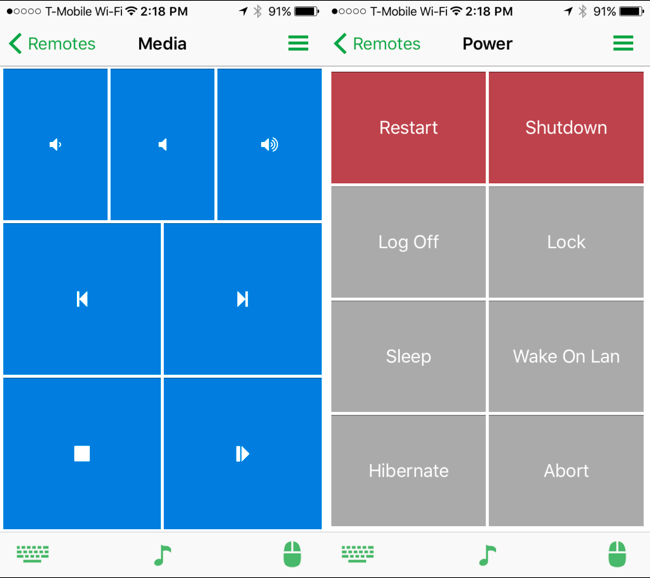 T-Mobile Wi-Fi 2:18 PM 91%
Remotes Media
T-Mobile Wi-Fi 2:18 PM 91%
Remotes Power
Restart Shutdown
Log Off Lock
Sleep Wake On Lan
Hibernate Abort